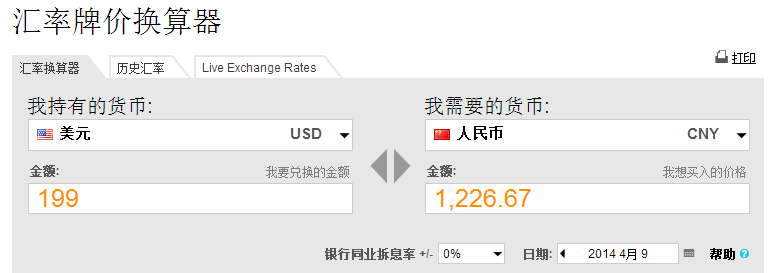 汇率牌价换算器
汇率换算器 历史汇率 Live Exchange Rates 打印
我持有的货币: 我需要的货币:
美元 USD 人民币 CNY
金额: 我要兑换的金额 金额: 我想买入的价格
199 1,226.67
银行同业拆息率 +/- 0% 日期: 2014 4月 9 帮助 ?